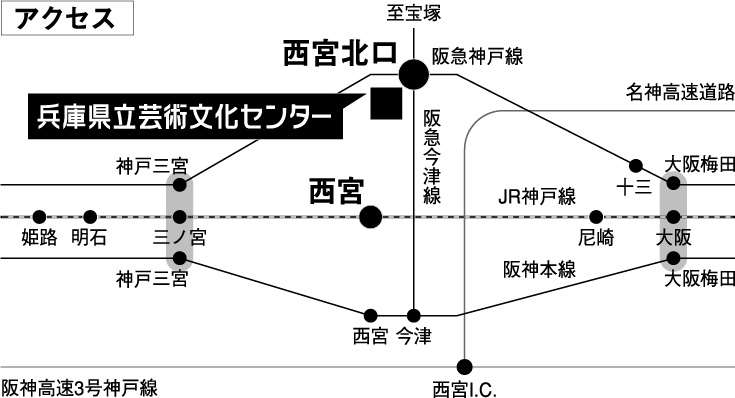 アクセス
至宝塚
西宮北口
阪急神戸線
名神高速道路
兵庫県立芸術文化センター
阪急今津線
神戸三宮
十三
大阪梅田
西宮
JR神戸線
姫路
明石
三ノ宮
尼崎
大阪
神戸三宮
阪神本線
大阪梅田
西宮
今津
阪神高速3号神戸線
西宮I.C.